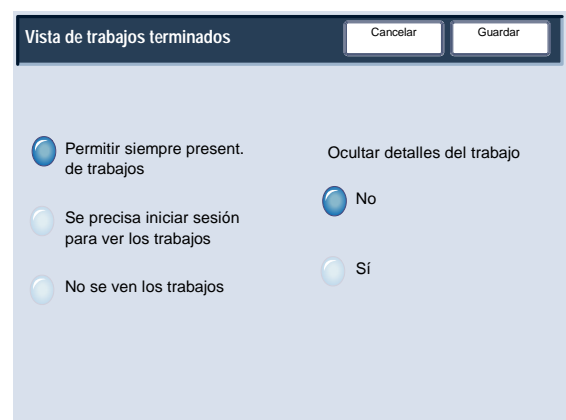 Vista de trabajos terminados
Cancelar
Guardar
Permitir siempre present.
de trabajos
Se precisa iniciar sesión
para ver los trabajos
No se ven los trabajos
Ocultar detalles del trabajo
No
Sí